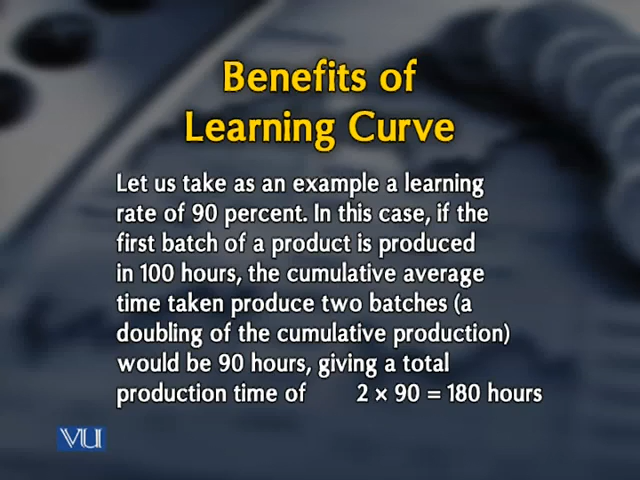 Benefits of
Learning Curve
Let us take as an example a learning
rate of 90 percent. In this case, if the
first batch of a product is produced
in 100 hours, the cumulative average
time taken produce two batches (a
doubling of the cumulative production)
would be 90 hours, giving a total
production time of 2 × 90 = 180 hours
VU